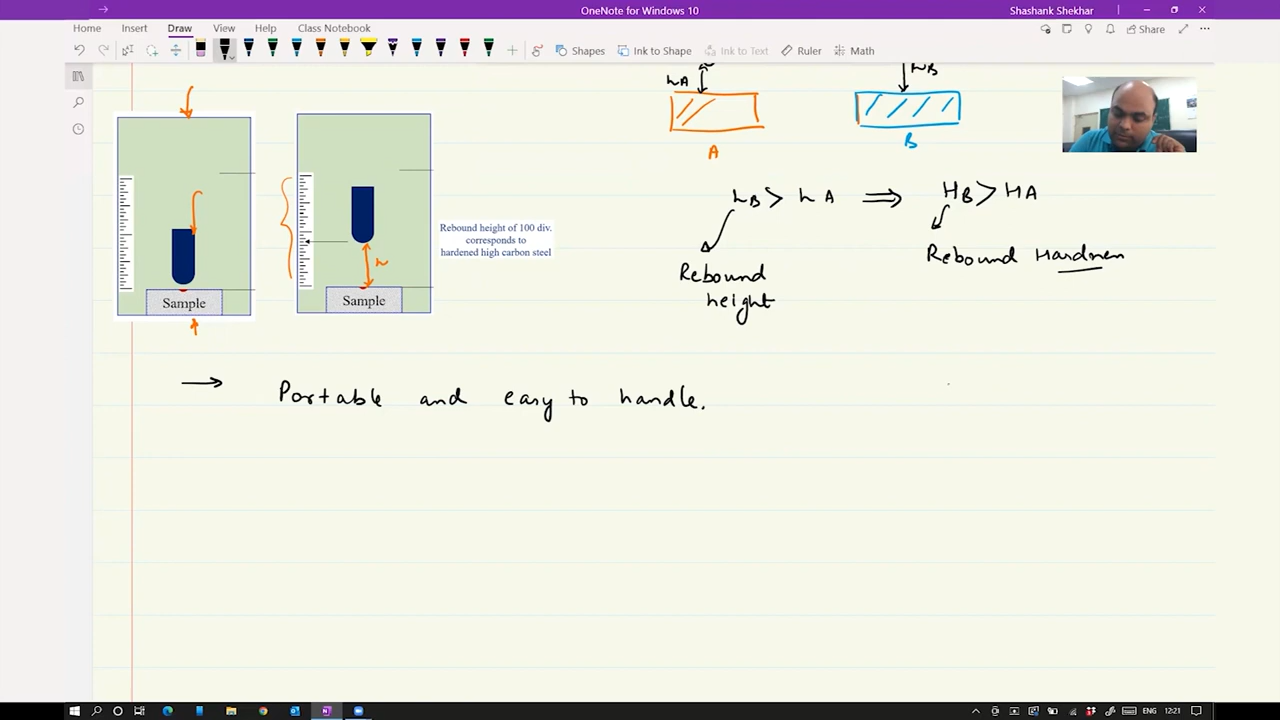 OneNote for Windows 10
Shashank Shekhar
Home Insert Draw View Help Class Notebook
Share
Shapes Ink to Shape Ink to Text Ruler Math
hA
hB
A
B
hB > hA ⟹ HB > HA
Rebound height
Rebound Hardness
Rebound height of 100 div.
corresponds to
hardened high carbon steel
h
Sample
Sample
→ Portable and easy to handle.
ENG 12:21